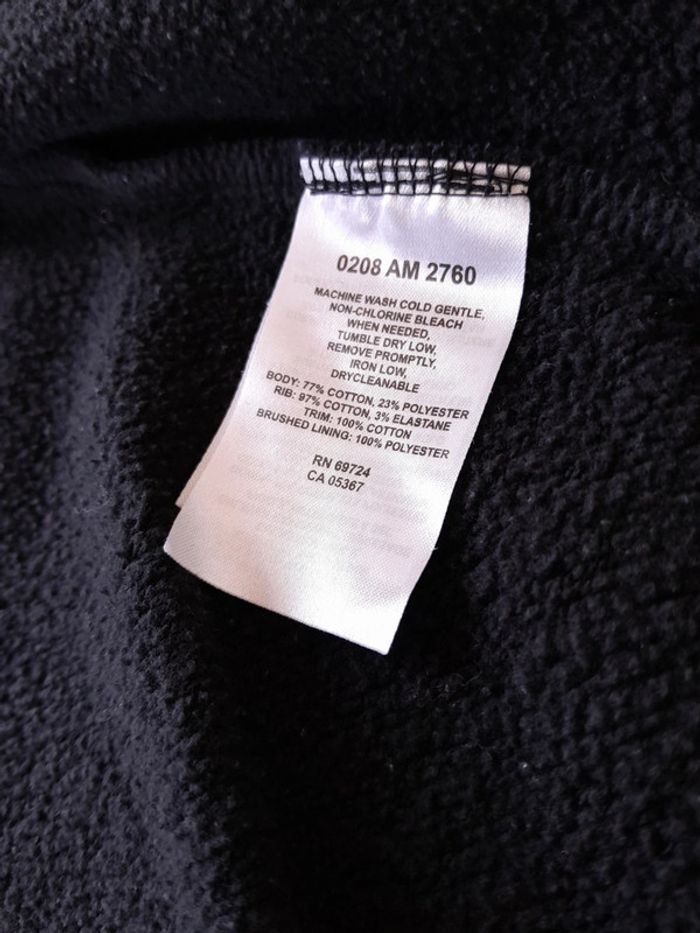 0208 AM 2760
MACHINE WASH COLD GENTLE,
NON-CHLORINE BLEACH
WHEN NEEDED,
TUMBLE DRY LOW,
REMOVE PROMPTLY,
IRON LOW,
DRYCLEANABLE
BODY: 77% COTTON, 23% POLYESTER
RIB: 97% COTTON, 3% ELASTANE
TRIM: 100% COTTON
BRUSHED LINING: 100% POLYESTER
RN 69724
CA 05367